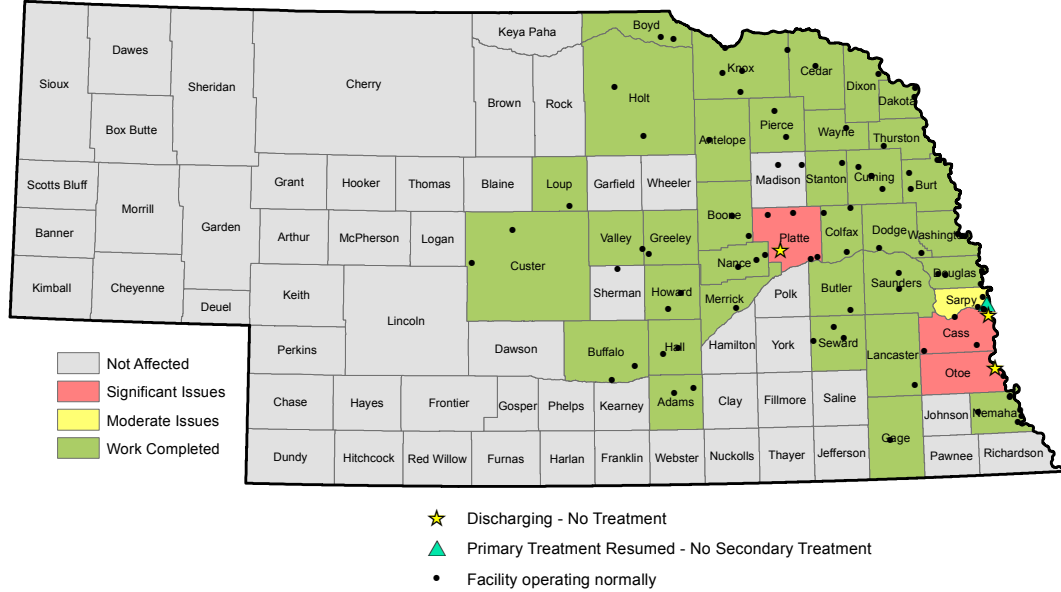 Keya Paha
Boyd
Dawes
Sioux
Sheridan
Cherry
Knox
Cedar
Dixon
Dakota
Brown
Rock
Holt
Box Butte
Antelope
Pierce
Wayne
Thurston
Scotts Bluff
Grant
Hooker
Thomas
Blaine
Loup
Garfield
Wheeler
Madison
Stanton
Cuming
Burt
Morrill
Garden
Boone
Banner
Arthur
McPherson
Logan
Valley
Greeley
Platte
Colfax
Dodge
Washington
Custer
Nance
Kimball
Cheyenne
Keith
Sherman
Howard
Merrick
Polk
Butler
Saunders
Douglas
Deuel
Lincoln
Sarpy
Perkins
Dawson
Buffalo
Hall
Hamilton
York
Seward
Lancaster
Cass
Otoe
Chase
Hayes
Frontier
Gosper
Phelps
Kearney
Adams
Clay
Fillmore
Saline
Johnson
Nemaha
Gage
Dundy
Hitchcock
Red Willow
Furnas
Harlan
Franklin
Webster
Nuckolls
Thayer
Jefferson
Pawnee
Richardson
Not Affected
Significant Issues
Moderate Issues
Work Completed
Discharging - No Treatment
Primary Treatment Resumed - No Secondary Treatment
Facility operating normally